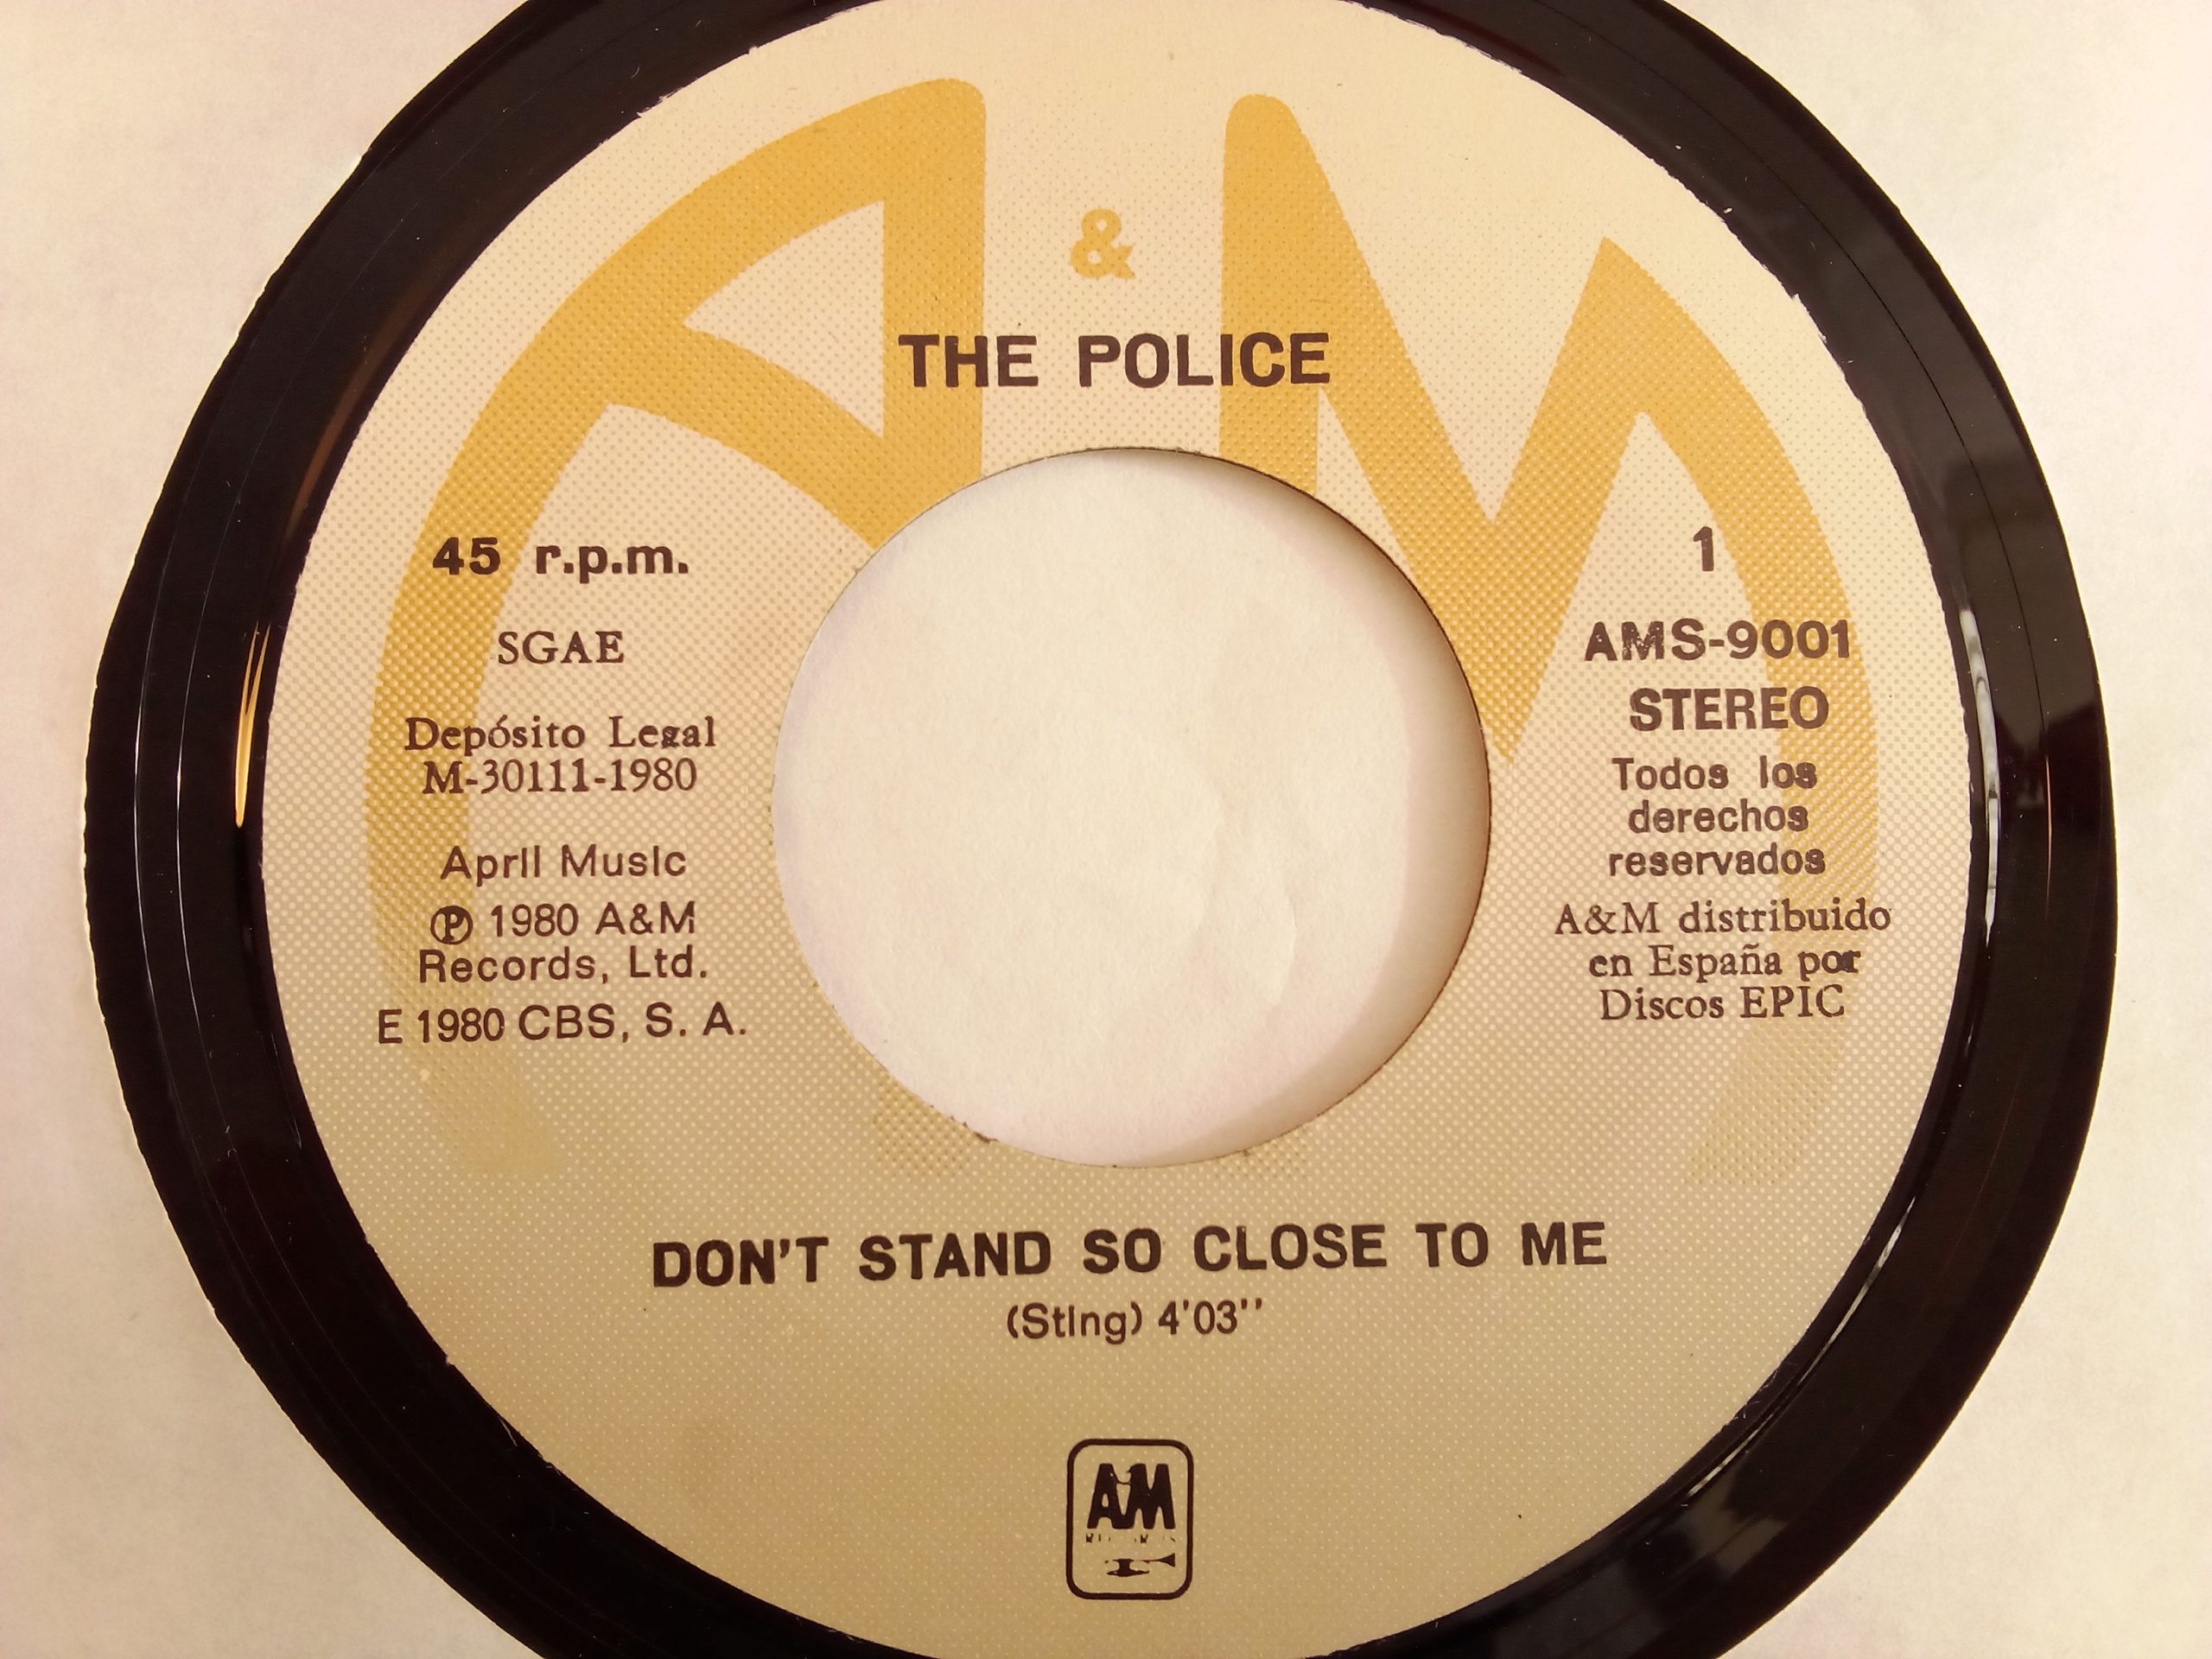 A & M
THE POLICE
45 r.p.m.
SGAE
Depósito Legal
M-30111-1980
April Music
℗ 1980 A&M
Records, Ltd.
E 1980 CBS, S. A.
1
AMS-9001
STEREO
Todos los
derechos
reservados
A&M distribuido
en España por
Discos EPIC
DON'T STAND SO CLOSE TO ME
(Sting) 4'03''
A&M